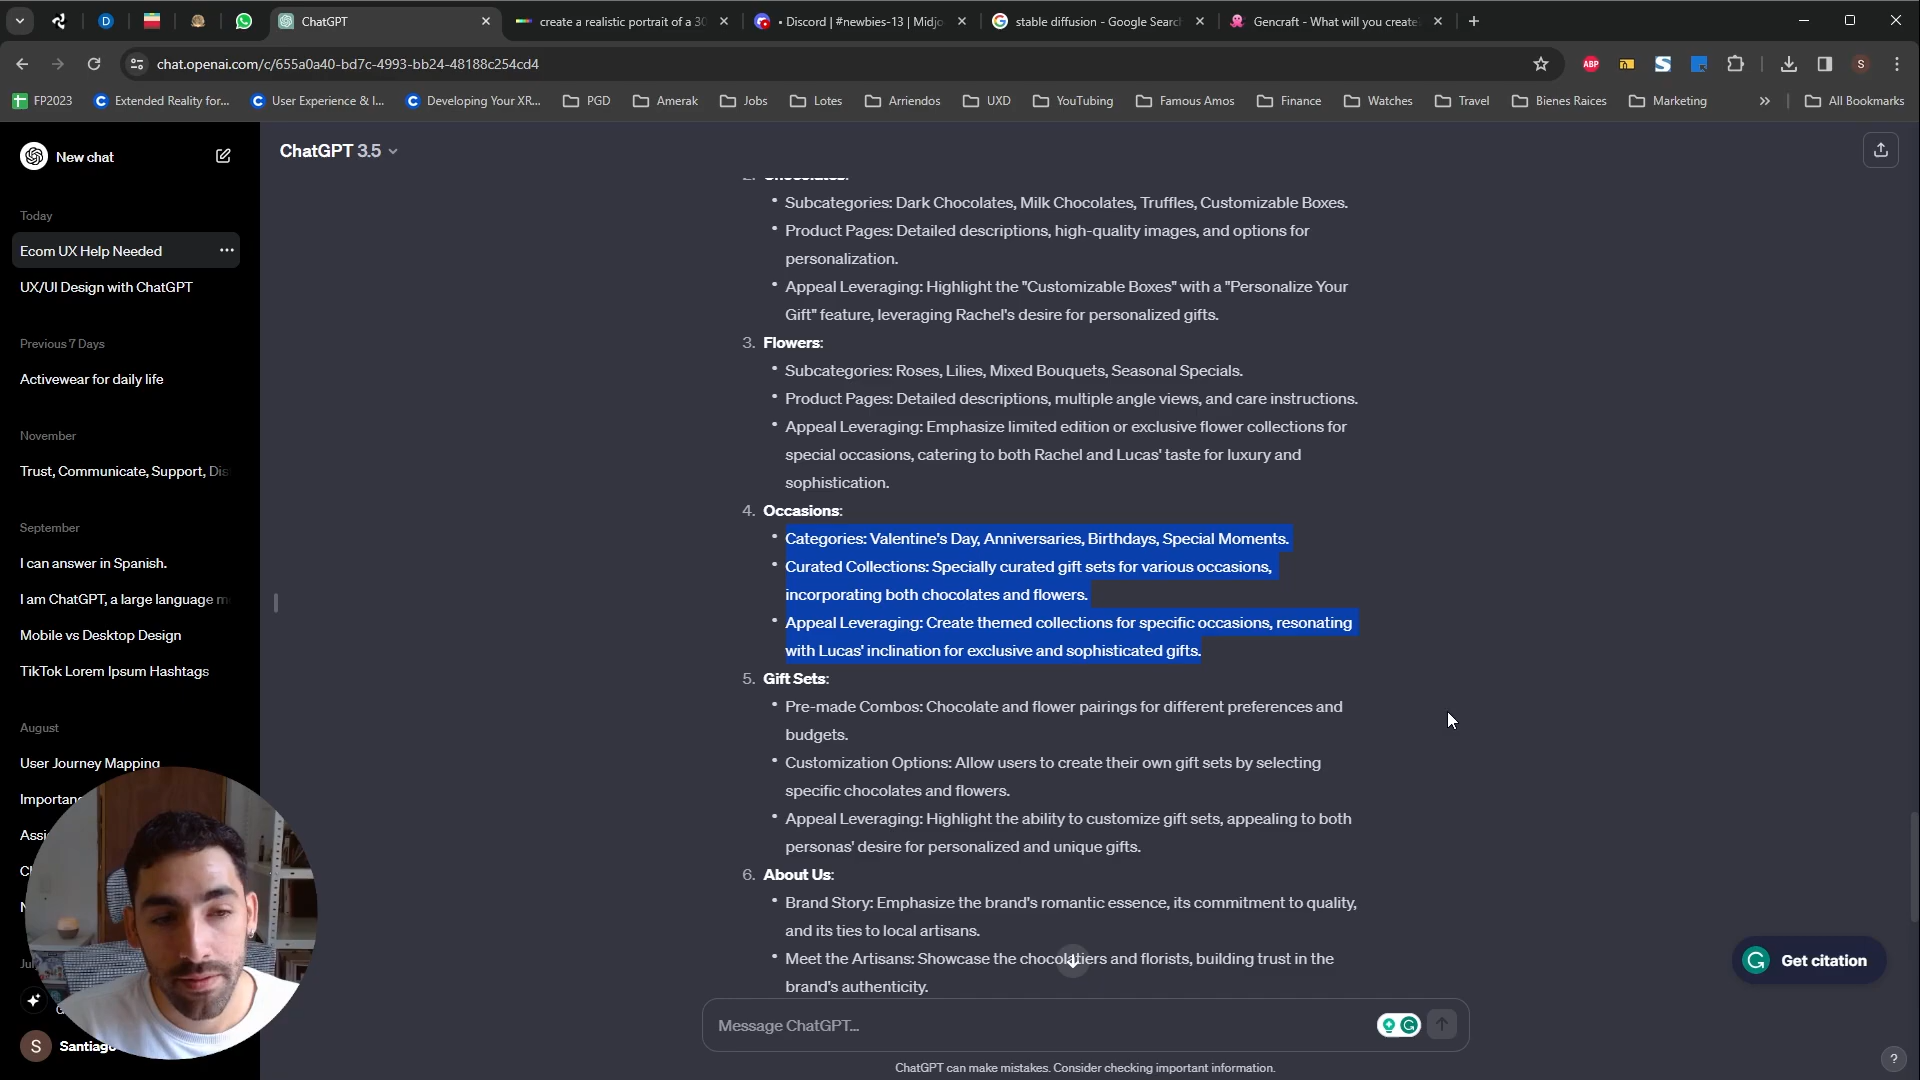 ChatGPT
create a realistic portrait of a 30
• Discord | #newbies-13 | Midjo
stable diffusion - Google Search
Gencraft - What will you create
chat.openai.com/c/655a0a40-bd7c-4993-bb24-48188c254cd4
ABP
S
FP2023
Extended Reality for...
User Experience & I...
Developing Your XR...
PGD
Amerak
Jobs
Lotes
Arriendos
UXD
YouTubing
Famous Amos
Finance
Watches
Travel
Bienes Raices
Marketing
All Bookmarks
New chat
Today
Ecom UX Help Needed
UX/UI Design with ChatGPT
Previous 7 Days
Activewear for daily life
November
Trust, Communicate, Support, Dis
September
I can answer in Spanish.
I am ChatGPT, a large language m
Mobile vs Desktop Design
TikTok Lorem Ipsum Hashtags
August
User Journey Mapping
S
Santiago
ChatGPT 3.5
2. Chocolates:
• Subcategories: Dark Chocolates, Milk Chocolates, Truffles, Customizable Boxes.
• Product Pages: Detailed descriptions, high-quality images, and options for
personalization.
• Appeal Leveraging: Highlight the "Customizable Boxes" with a "Personalize Your
Gift" feature, leveraging Rachel's desire for personalized gifts.
3. Flowers:
• Subcategories: Roses, Lilies, Mixed Bouquets, Seasonal Specials.
• Product Pages: Detailed descriptions, multiple angle views, and care instructions.
• Appeal Leveraging: Emphasize limited edition or exclusive flower collections for
special occasions, catering to both Rachel and Lucas' taste for luxury and
sophistication.
4. Occasions:
• Categories: Valentine's Day, Anniversaries, Birthdays, Special Moments.
• Curated Collections: Specially curated gift sets for various occasions,
incorporating both chocolates and flowers.
• Appeal Leveraging: Create themed collections for specific occasions, resonating
with Lucas' inclination for exclusive and sophisticated gifts.
5. Gift Sets:
• Pre-made Combos: Chocolate and flower pairings for different preferences and
budgets.
• Customization Options: Allow users to create their own gift sets by selecting
specific chocolates and flowers.
• Appeal Leveraging: Highlight the ability to customize gift sets, appealing to both
personas' desire for personalized and unique gifts.
6. About Us:
• Brand Story: Emphasize the brand's romantic essence, its commitment to quality,
and its ties to local artisans.
• Meet the Artisans: Showcase the chocolatiers and florists, building trust in the
brand's authenticity.
Get citation
Message ChatGPT...
ChatGPT can make mistakes. Consider checking important information.
?